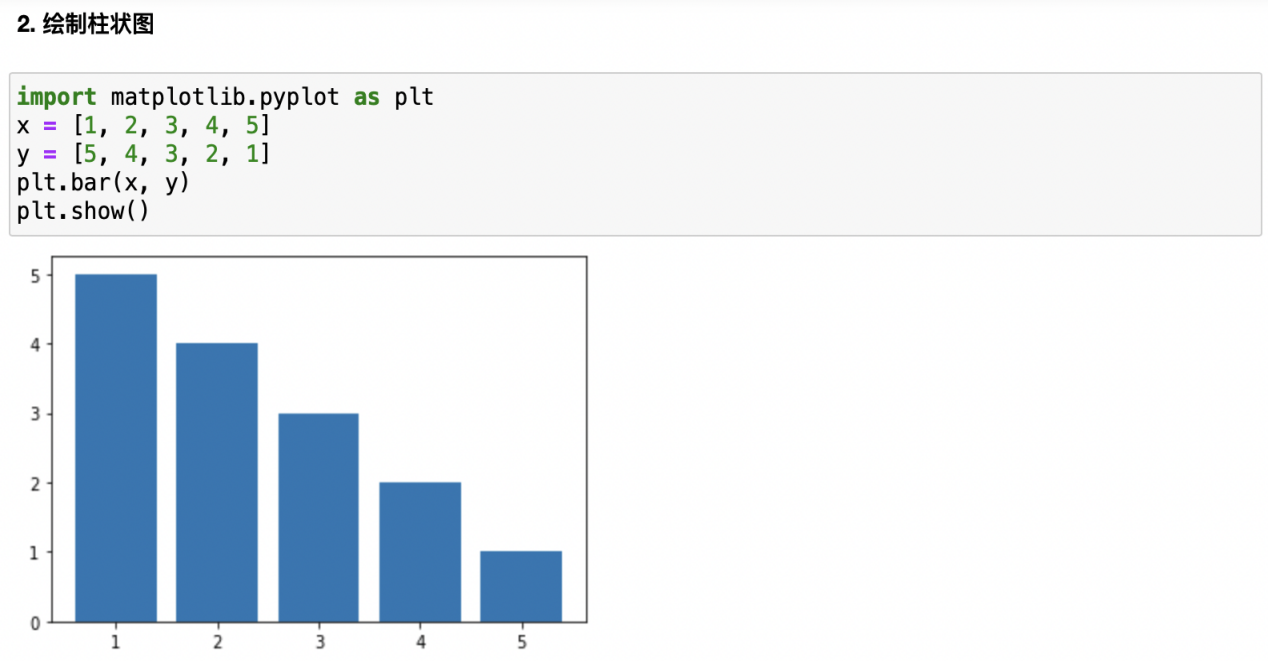 2. 绘制柱状图
import matplotlib.pyplot as plt
x = [1, 2, 3, 4, 5]
y = [5, 4, 3, 2, 1]
plt.bar(x, y)
plt.show()
5
4
3
2
1
0
1 2 3 4 5